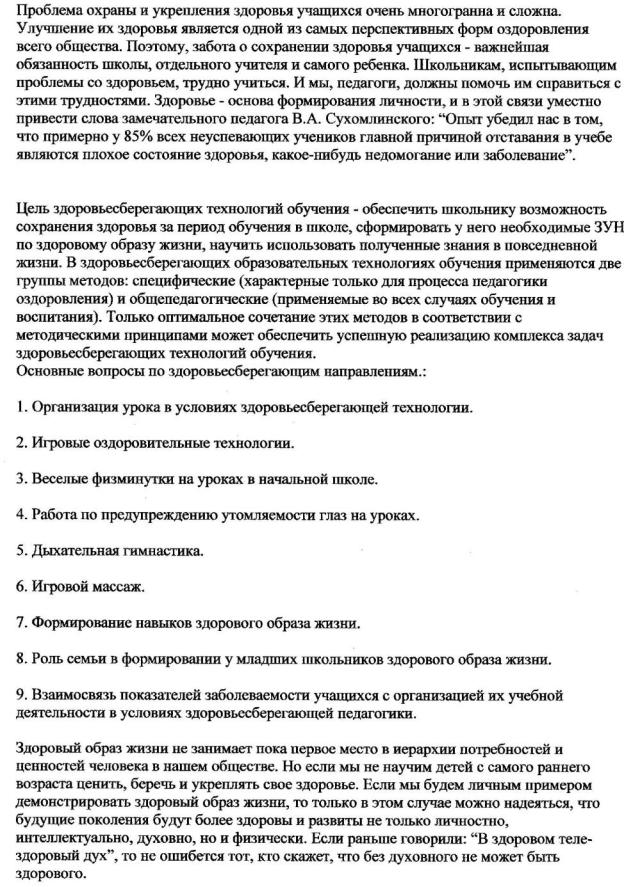 Проблема охраны и укрепления здоровья учащихся очень многогранна и сложна.
Улучшение их здоровья является одной из самых перспективных форм оздоровления
всего общества. Поэтому, забота о сохранении здоровья учащихся - важнейшая
обязанность школы, отдельного учителя и самого ребенка. Школьникам, испытывающим
проблемы со здоровьем, трудно учиться. И мы, педагоги, должны помочь им справиться с
этими трудностями. Здоровье - основа формирования личности, и в этой связи уместно
привести слова замечательного педагога В.А. Сухомлинского: “Опыт убедил нас в том,
что примерно у 85% всех неуспевающих учеников главной причиной отставания в учебе
являются плохое состояние здоровья, какое-нибудь недомогание или заболевание”.
Цель здоровьесберегающих технологий обучения - обеспечить школьнику возможность
сохранения здоровья за период обучения в школе, сформировать у него необходимые ЗУН
по здоровому образу жизни, научить использовать полученные знания в повседневной
жизни. В здоровьесберегающих образовательных технологиях обучения применяются две
группы методов: специфические (характерные только для процесса педагогики
оздоровления) и общепедагогические (применяемые во всех случаях обучения и
воспитания). Только оптимальное сочетание этих методов в соответствии с
методическими принципами может обеспечить успешную реализацию комплекса задач
здоровьесберегающих технологий обучения.
Основные вопросы по здоровьесберегающим направлениям.:
1. Организация урока в условиях здоровьесберегающей технологии.
2. Игровые оздоровительные технологии.
3. Веселые физминутки на уроках в начальной школе.
4. Работа по предупреждению утомляемости глаз на уроках.
5. Дыхательная гимнастика.
6. Игровой массаж.
7. Формирование навыков здорового образа жизни.
8. Роль семьи в формировании у младших школьников здорового образа жизни.
9. Взаимосвязь показателей заболеваемости учащихся с организацией их учебной
деятельности в условиях здоровьесберегающей педагогики.
Здоровый образ жизни не занимает пока первое место в иерархии потребностей и
ценностей человека в нашем обществе. Но если мы не научим детей с самого раннего
возраста ценить, беречь и укреплять свое здоровье. Если мы будем личным примером
демонстрировать здоровый образ жизни, то только в этом случае можно надеяться, что
будущие поколения будут более здоровы и развиты не только личностно,
интеллектуально, духовно, но и физически. Если раньше говорили: “В здоровом теле-
здоровый дух”, то не ошибется тот, кто скажет, что без духовного не может быть
здорового.